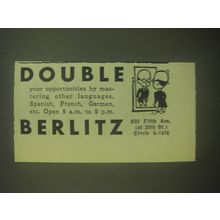 DOUBLE
your opportunities by mas-
tering other languages.
Spanish, French, German,
etc. Open 9 a.m. to 9 p.m.
BERLITZ
630 Fifth Ave.
(at 50th St.)
Circle 6-1416